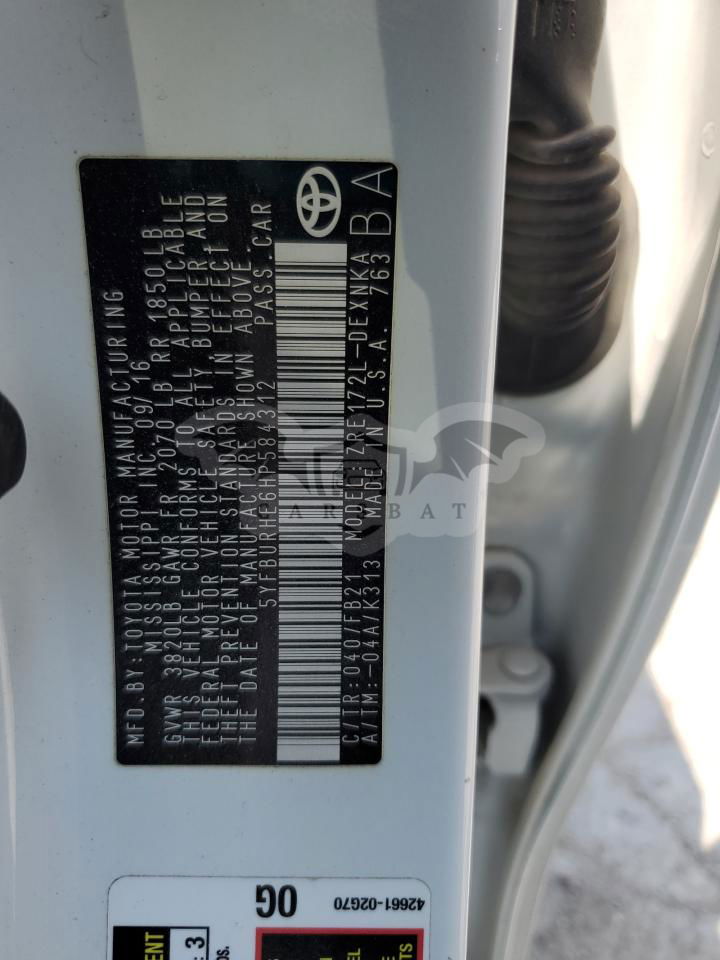 MFD.BY:TOYOTA MOTOR MANUFACTURING
MISSISSIPPI INC. 09/16
GVWR 3820LB GAWR FR 2070 LB RR 1850 LB
THIS VEHICLE CONFORMS TO ALL APPLICABLE
FEDERAL MOTOR VEHICLE SAFETY, BUMPER AND
THEFT PREVENTION STANDARDS IN EFFECT ON
THE DATE OF MANUFACTURE SHOWN ABOVE.
5YFBURHE6HP584312 PASS.CAR
C/TR:040/FB21 MODEL:ZRE172L-DEXNKA
A/TM:-04A/K313 MADE IN U.S.A. 763
BA
CARSBAT
0G
42661-02G70
3